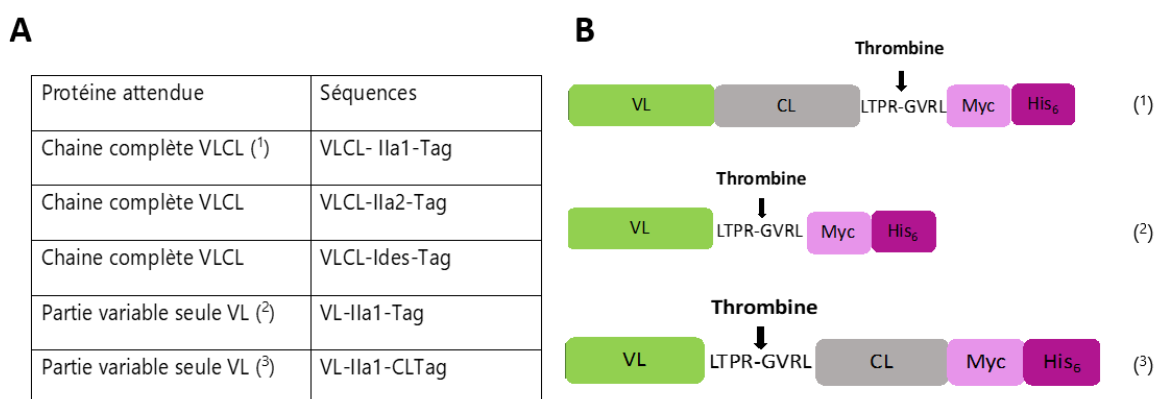 A
Protéine attendue Séquences
Chaine complète VLCL (¹) VLCL- IIa1-Tag
Chaine complète VLCL VLCL-IIa2-Tag
Chaine complète VLCL VLCL-Ides-Tag
Partie variable seule VL (²) VL-IIa1-Tag
Partie variable seule VL (³) VL-IIa1-CLTag
B
Thrombine
VL CL LTPR-GVRL Myc His₆ (¹)
Thrombine
VL LTPR-GVRL Myc His₆ (²)
Thrombine
VL LTPR-GVRL CL Myc His₆ (³)